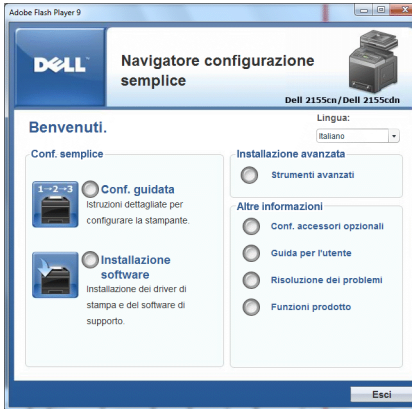 Adobe Flash Player 9
DELL
Navigatore configurazione
semplice
Dell 2155cn/Dell 2155cdn
Benvenuti.
Lingua:
Italiano
Conf. semplice
1→2→3
Conf. guidata
Istruzioni dettagliate per
configurare la stampante.
Installazione
software
Installazione dei driver di
stampa e del software di
supporto.
Installazione avanzata
Strumenti avanzati
Altre informazioni
Conf. accessori opzionali
Guida per l'utente
Risoluzione dei problemi
Funzioni prodotto
Esci